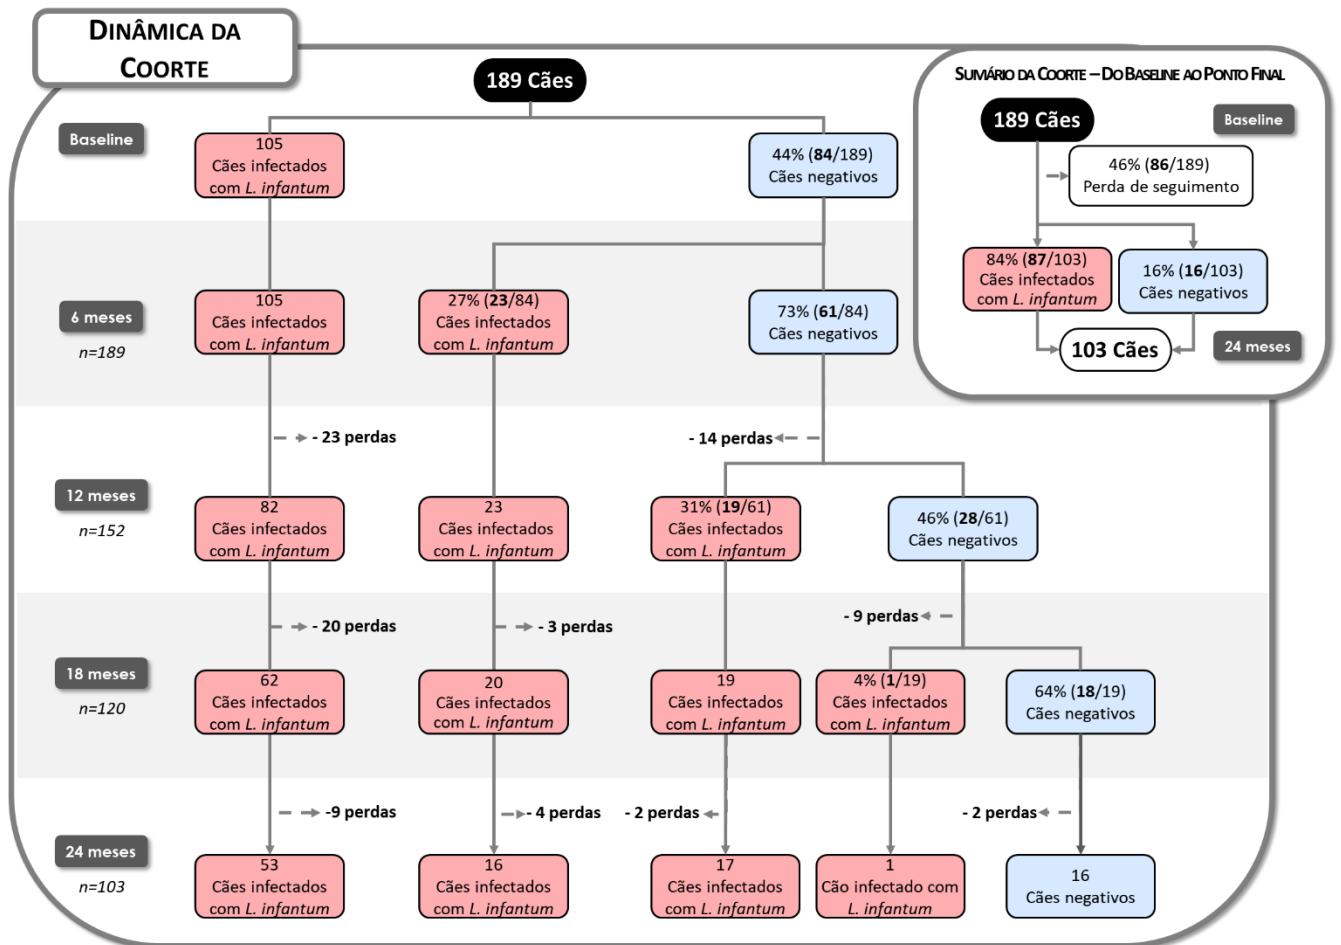 DINÂMICA DA
COORTE
189 Cães
SUMÁRIO DA COORTE – DO BASELINE AO PONTO FINAL
189 Cães
Baseline
46% (86/189)
Perda de seguimento
84% (87/103)
Cães infectados
com L. infantum
16% (16/103)
Cães negativos
103 Cães
24 meses
Baseline
105
Cães infectados
com L. infantum
44% (84/189)
Cães negativos
6 meses
n=189
105
Cães infectados
com L. infantum
27% (23/84)
Cães infectados
com L. infantum
73% (61/84)
Cães negativos
- 23 perdas
- 14 perdas
12 meses
n=152
82
Cães infectados
com L. infantum
23
Cães infectados
com L. infantum
31% (19/61)
Cães infectados
com L. infantum
46% (28/61)
Cães negativos
- 20 perdas
- 3 perdas
- 9 perdas
18 meses
n=120
62
Cães infectados
com L. infantum
20
Cães infectados
com L. infantum
19
Cães infectados
com L. infantum
4% (1/19)
Cães infectados
com L. infantum
64% (18/19)
Cães negativos
-9 perdas
- 4 perdas
- 2 perdas
- 2 perdas
24 meses
n=103
53
Cães infectados
com L. infantum
16
Cães infectados
com L. infantum
17
Cães infectados
com L. infantum
1
Cão infectado com
L. infantum
16
Cães negativos